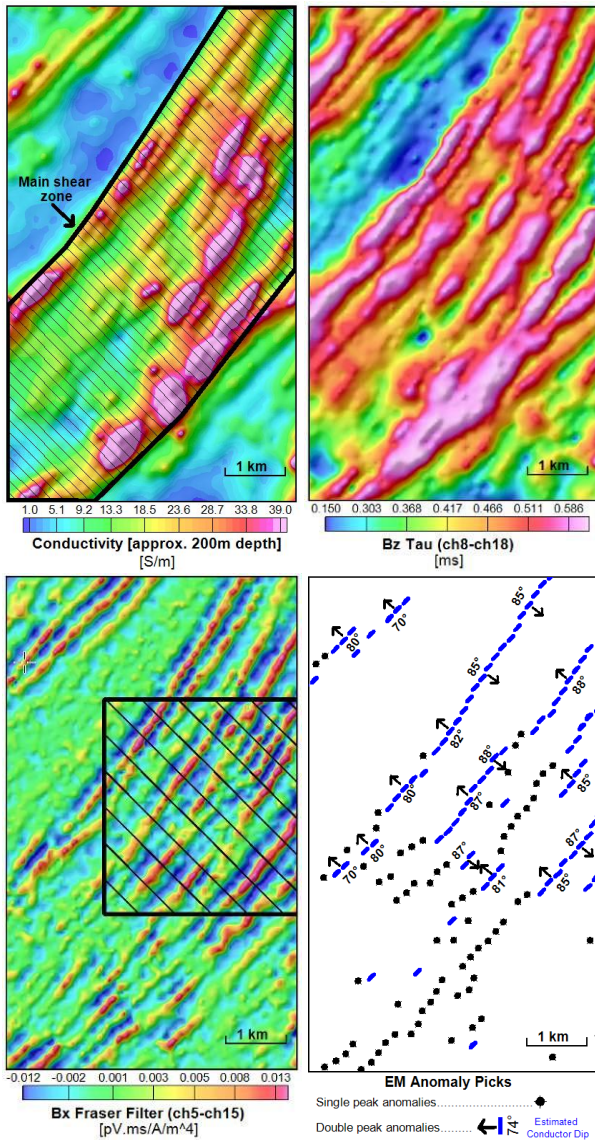 Main shear
zone
1 km
1.0 5.1 9.2 13.3 18.5 23.6 28.7 33.8 39.0
Conductivity [approx. 200m depth]
[S/m]
1 km
0.150 0.303 0.368 0.417 0.466 0.511 0.586
Bz Tau (ch8-ch18)
[ms]
1 km
-0.012 -0.002 0.001 0.003 0.005 0.008 0.013
Bx Fraser Filter (ch5-ch15)
[pV.ms/A/m^4]
85°
70°
80°
85°
88°
82°
88°
85°
80°
87°
87°
87°
80°
70°
81°
85°
1 km
EM Anomaly Picks
Single peak anomalies
Double peak anomalies
74°
Estimated
Conductor Dip